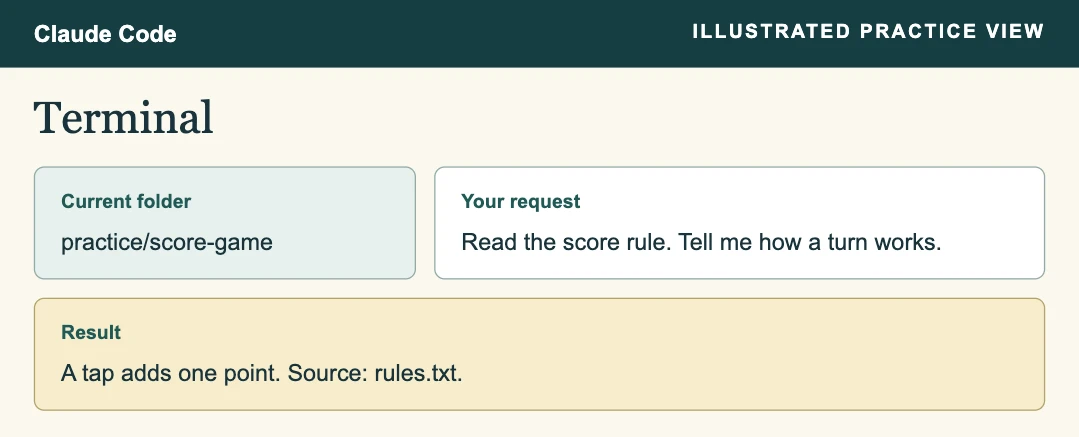 Claude Code
ILLUSTRATED PRACTICE VIEW
Terminal
Current folder
practice/score-game
Your request
Read the score rule. Tell me how a turn works.
Result
A tap adds one point. Source: rules.txt.